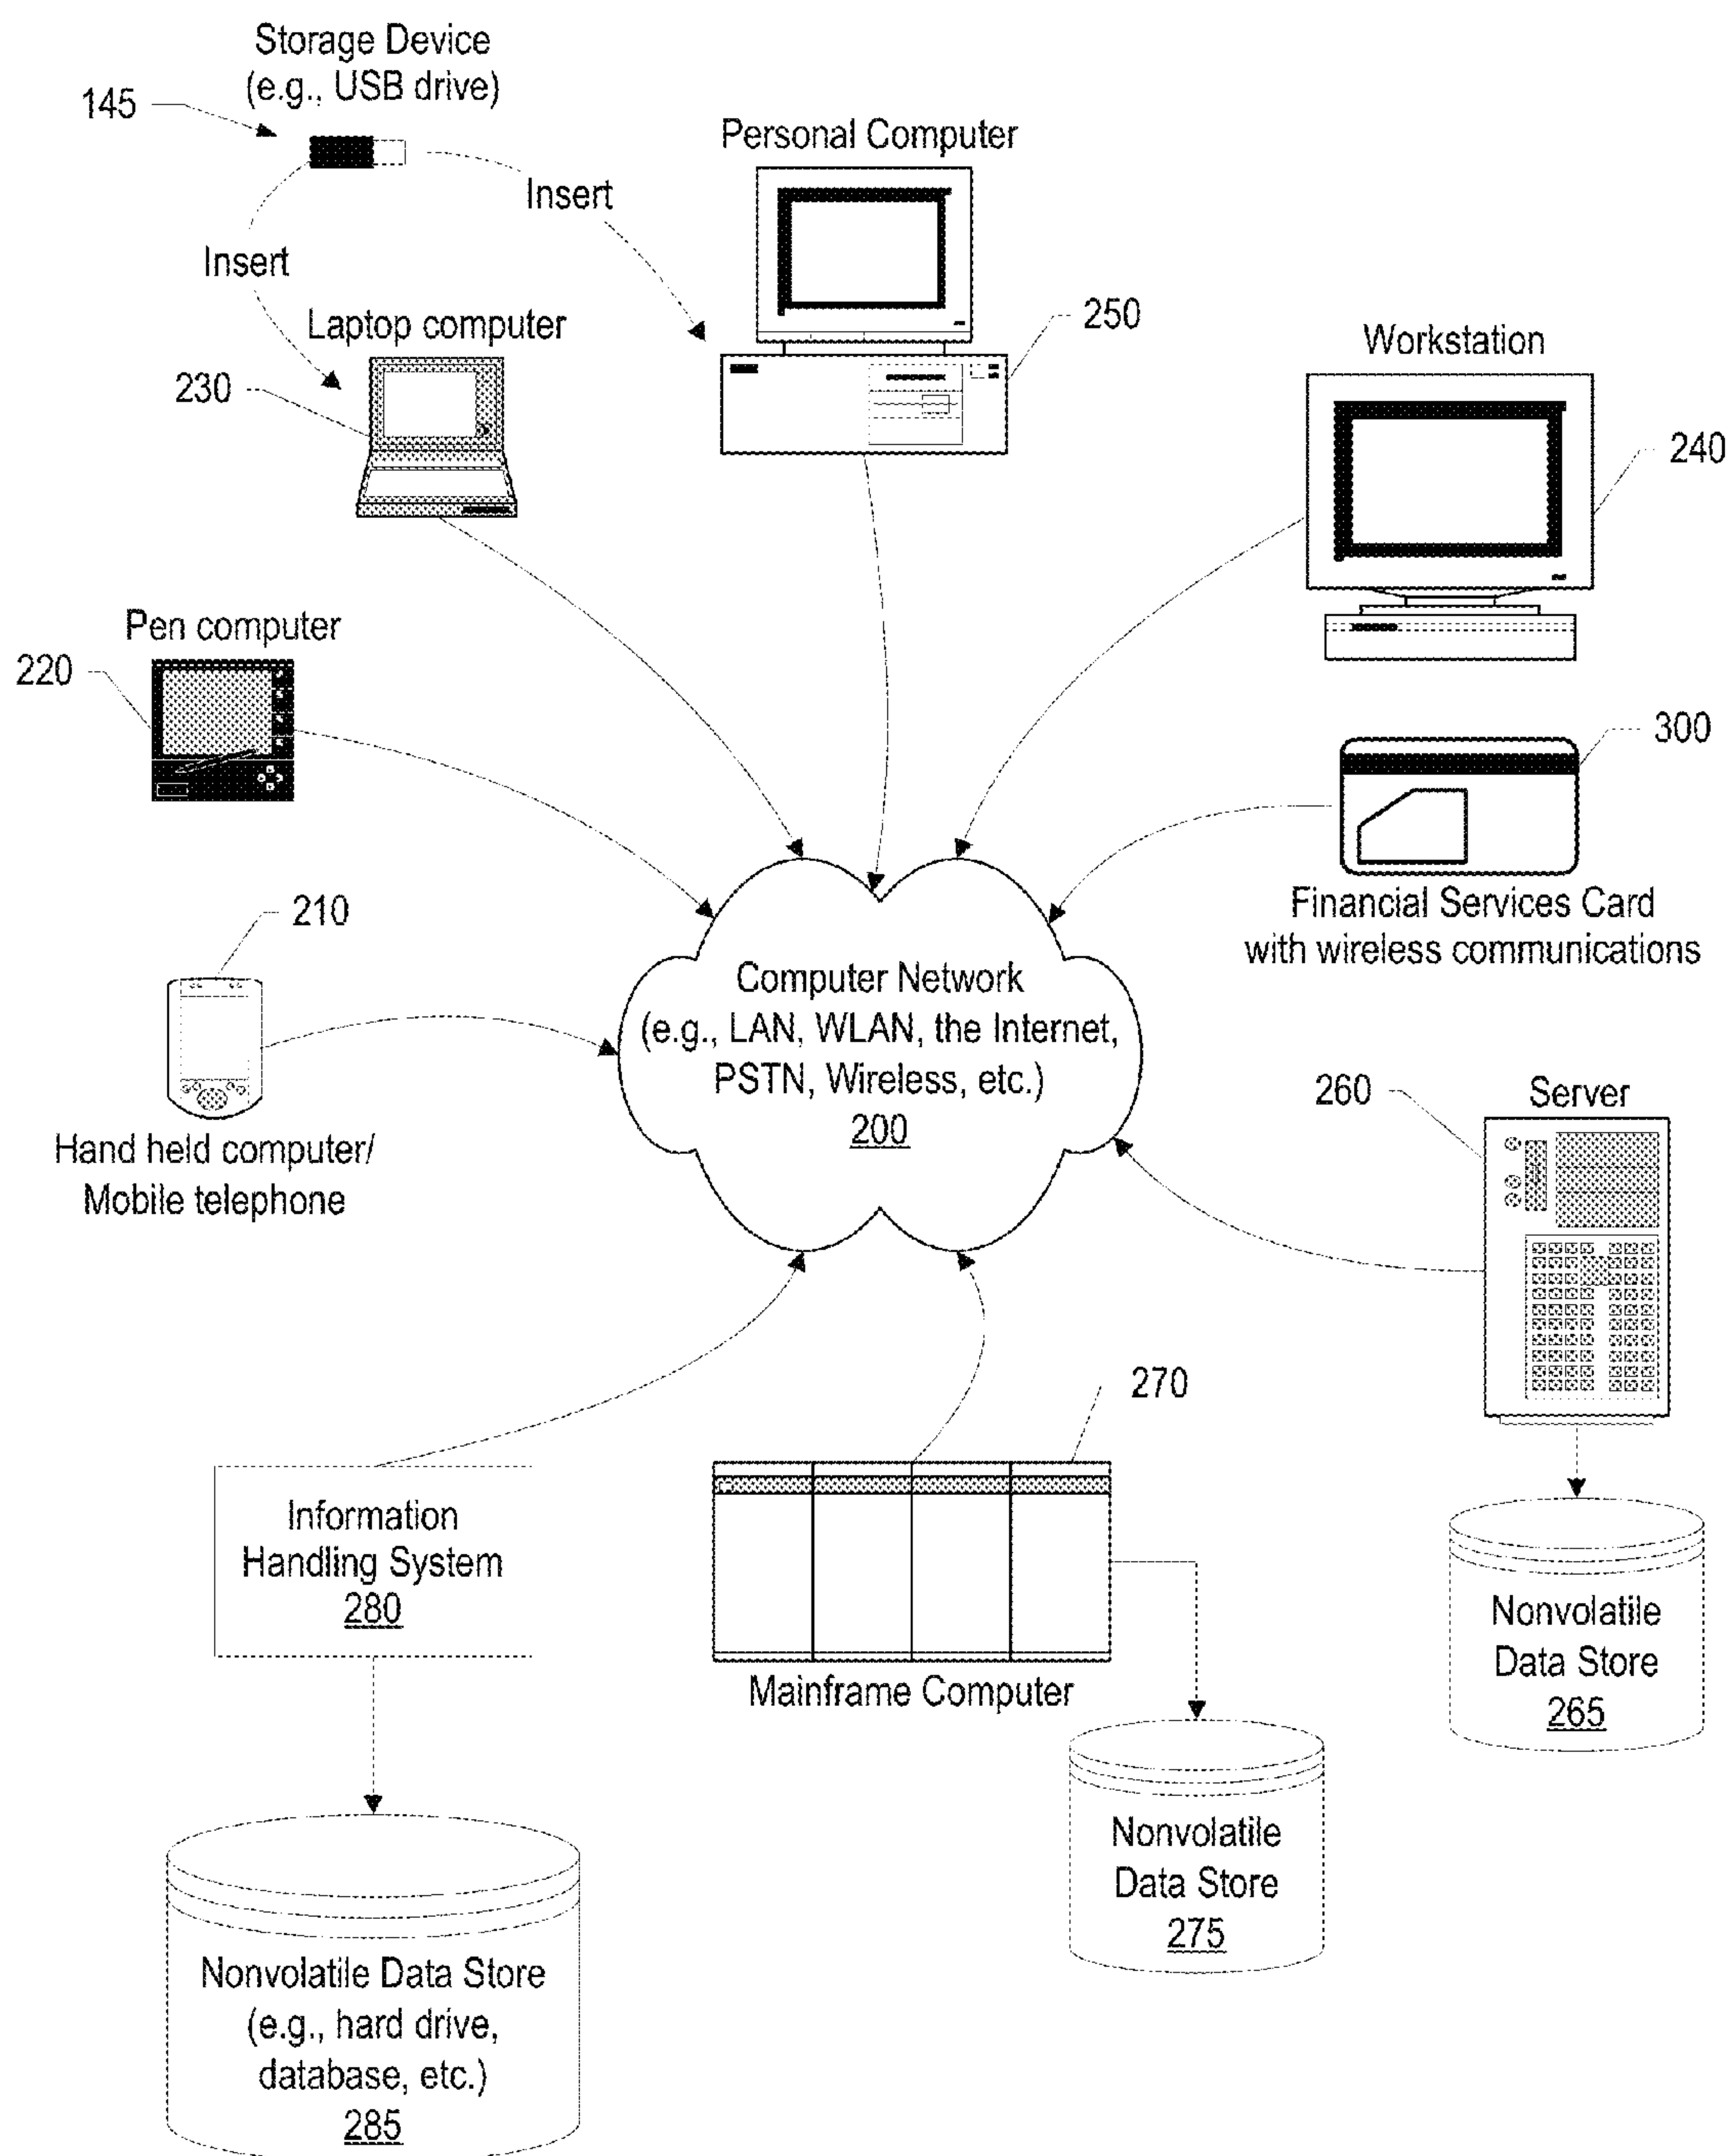 Storage Device
(e.g., USB drive)
145
Insert
Insert
Personal Computer
250
Laptop computer
230
Workstation
240
Pen computer
220
300
Financial Services Card
with wireless communications
210
Hand held computer/
Mobile telephone
Computer Network
(e.g., LAN, WLAN, the Internet,
PSTN, Wireless, etc.)
200
260
Server
270
Information
Handling System
280
Mainframe Computer
Nonvolatile
Data Store
265
Nonvolatile
Data Store
275
Nonvolatile Data Store
(e.g., hard drive,
database, etc.)
285